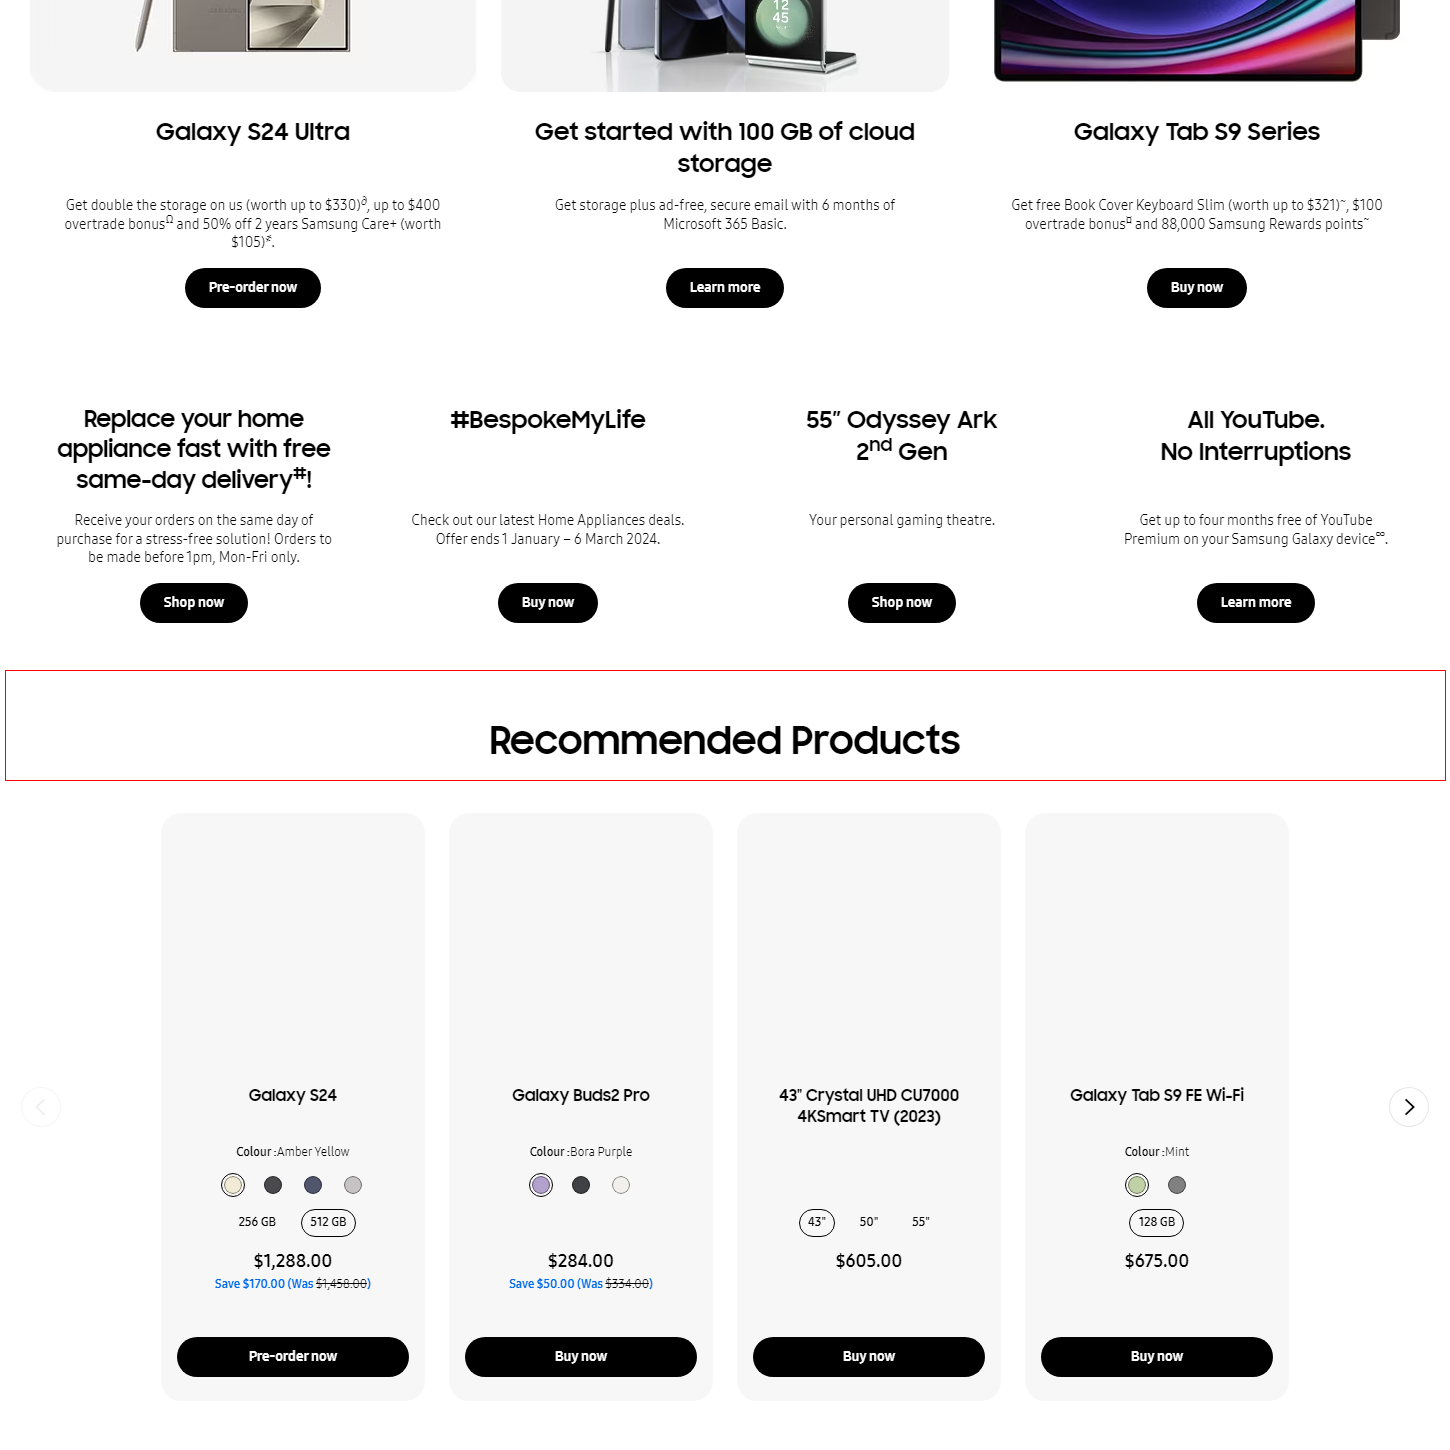 12
45
Galaxy S24 Ultra
Get double the storage on us (worth up to $330)∂, up to $400
overtrade bonusΩ and 50% off 2 years Samsung Care+ (worth
$105)≭.
Pre-order now
Get started with 100 GB of cloud
storage
Get storage plus ad-free, secure email with 6 months of
Microsoft 365 Basic.
Learn more
Galaxy Tab S9 Series
Get free Book Cover Keyboard Slim (worth up to $321)~, $100
overtrade bonus¤ and 88,000 Samsung Rewards points~
Buy now
Replace your home
appliance fast with free
same-day delivery⋕!
Receive your orders on the same day of
purchase for a stress-free solution! Orders to
be made before 1pm, Mon-Fri only.
Shop now
#BespokeMyLife
Check out our latest Home Appliances deals.
Offer ends 1 January – 6 March 2024.
Buy now
55″ Odyssey Ark
2nd Gen
Your personal gaming theatre.
Shop now
All YouTube.
No Interruptions
Get up to four months free of YouTube
Premium on your Samsung Galaxy device∞.
Learn more
Recommended Products
Galaxy S24
Colour :Amber Yellow
256 GB 512 GB
$1,288.00
Save $170.00 (Was $1,458.00)
Pre-order now
Galaxy Buds2 Pro
Colour :Bora Purple
$284.00
Save $50.00 (Was $334.00)
Buy now
43" Crystal UHD CU7000
4KSmart TV (2023)
43" 50" 55"
$605.00
Buy now
Galaxy Tab S9 FE Wi-Fi
Colour :Mint
128 GB
$675.00
Buy now